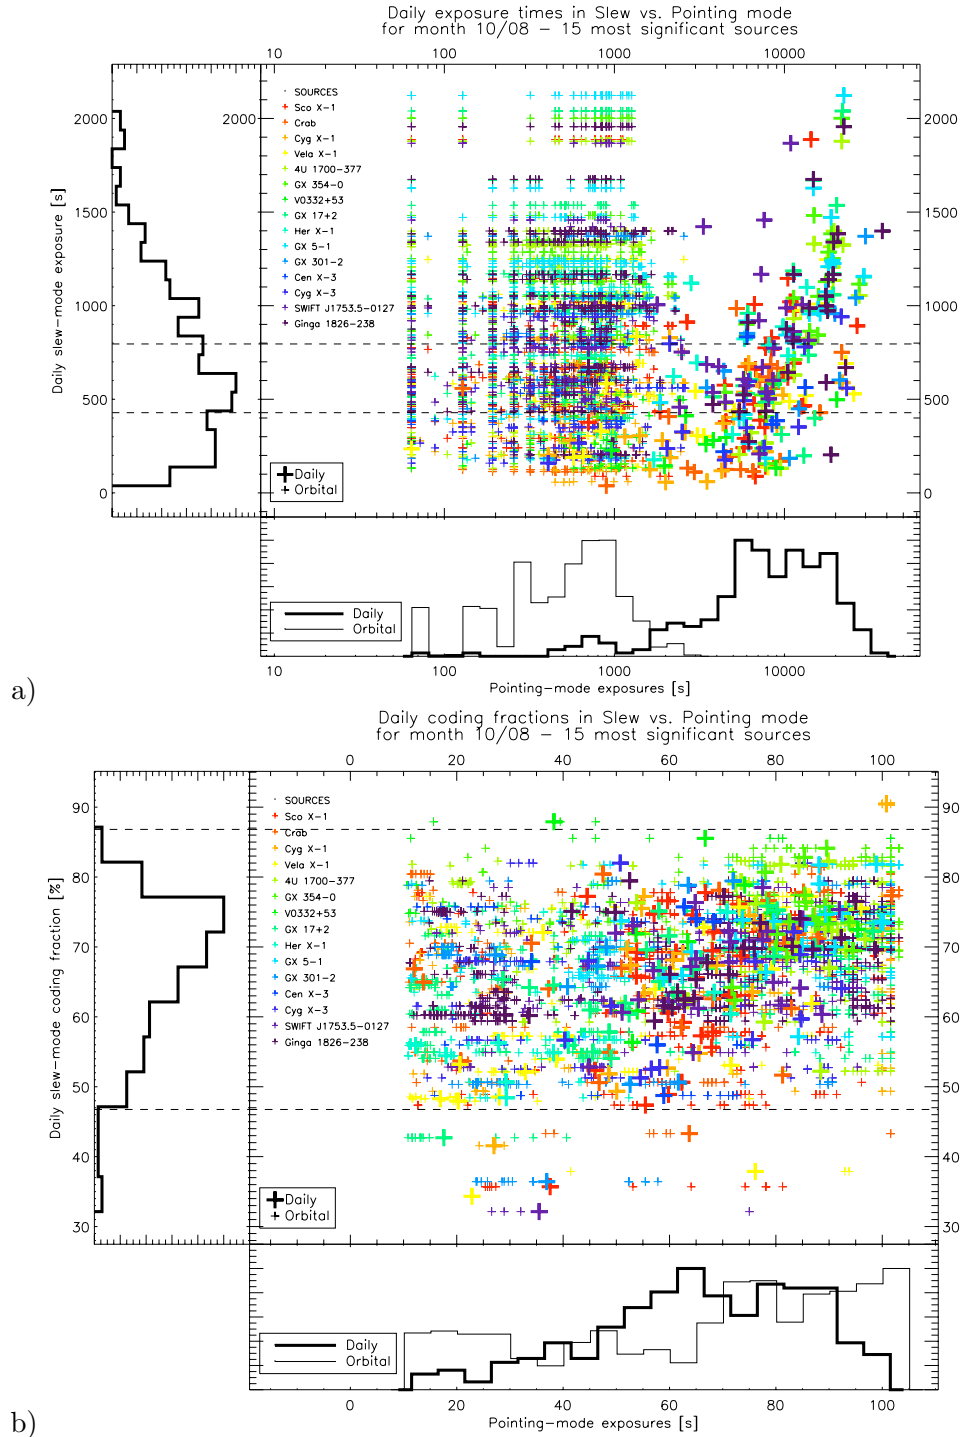 Daily exposure times in Slew vs. Pointing mode
for month 10/08 – 15 most significant sources
10 100 1000 10000
Daily slew-mode exposure [s]
2000 2000 2000
1500 1500
1000 1000
500 500
0 0
SOURCES
Sco X-1
Crab
Cyg X-1
Vela X-1
4U 1700-377
GX 354-0
V0332+53
GX 17+2
Her X-1
GX 5-1
GX 301-2
Cen X-3
Cyg X-3
SWIFT J1753.5-0127
Ginga 1826-238
Daily
Orbital
Daily
Orbital
10 100 1000 10000
Pointing-mode exposures [s]
a)
Daily coding fractions in Slew vs. Pointing mode
for month 10/08 – 15 most significant sources
0 20 40 60 80 100
Daily slew-mode coding fraction [%]
90 90
80 80
70 70
60 60
50 50
40 40
30 30
SOURCES
Sco X-1
Crab
Cyg X-1
Vela X-1
4U 1700-377
GX 354-0
V0332+53
GX 17+2
Her X-1
GX 5-1
GX 301-2
Cen X-3
Cyg X-3
SWIFT J1753.5-0127
Ginga 1826-238
Daily
Orbital
Daily
Orbital
0 20 40 60 80 100
Pointing-mode exposures [s]
b)